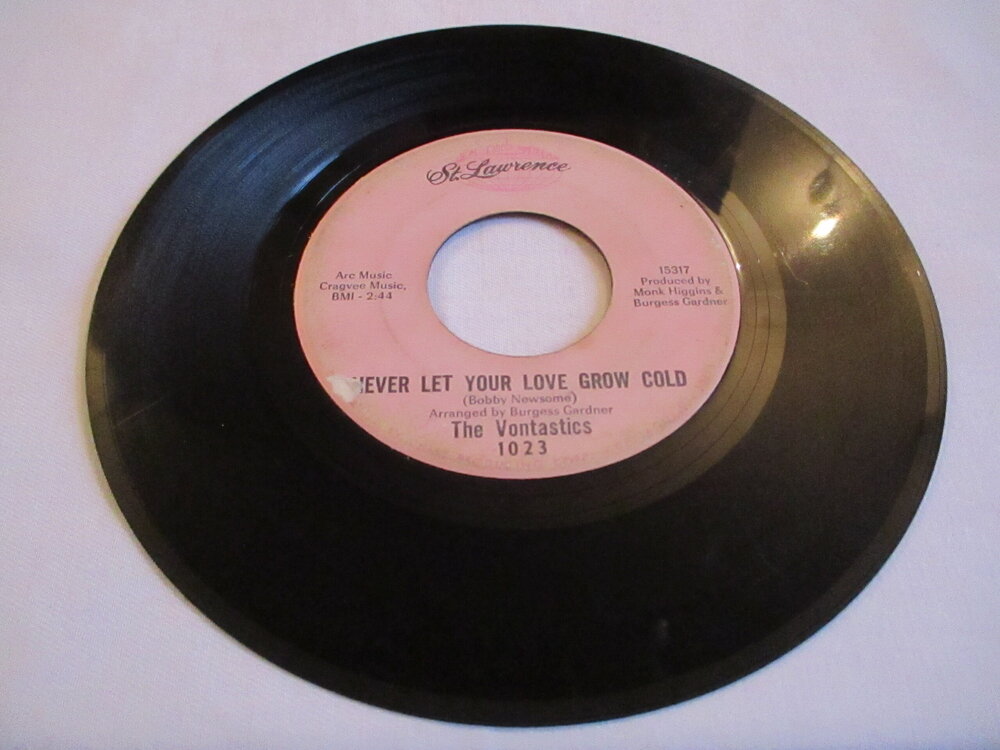 St. Lawrence
Arc Music
Cragvee Music,
BMI - 2:44
15317
Produced by
Monk Higgins &
Burgess Gardner
NEVER LET YOUR LOVE GROW COLD
(Bobby Newsome)
Arranged by Burgess Gardner
The Vontastics
1023